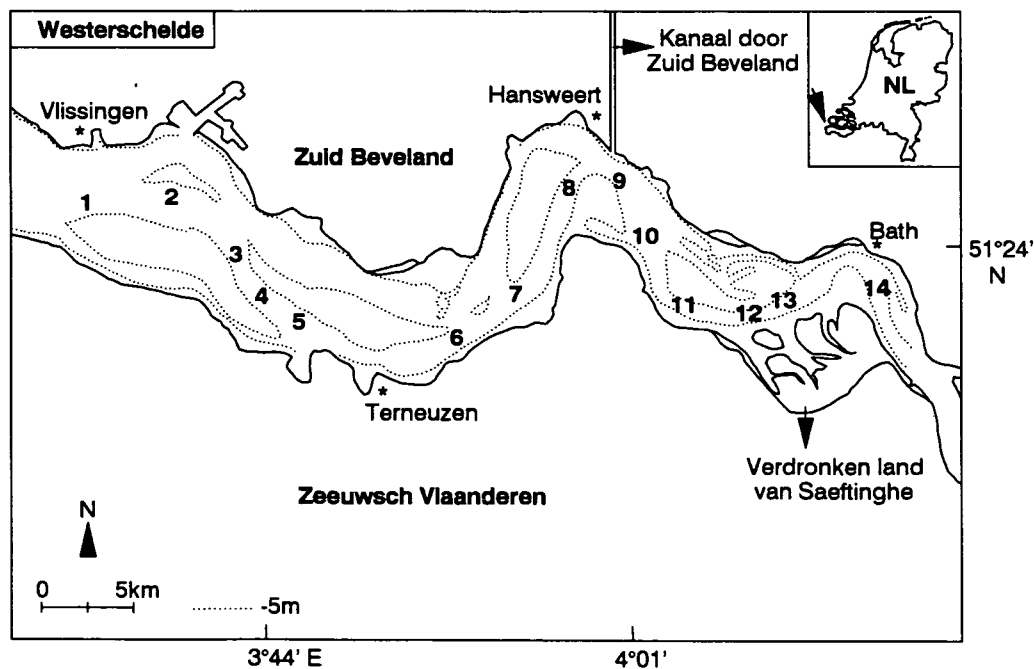 Westerschelde
Kanaal door
Zuid Beveland
NL
Vlissingen
*
Hansweert
*
Zuid Beveland
1
2
3
4
5
6
7
8
9
10
11
12
13
14
Bath
*
51°24'
N
*
Terneuzen
Verdronken land
van Saeftinghe
Zeeuwsch Vlaanderen
N
0 5km
-5m
3°44' E
4°01'